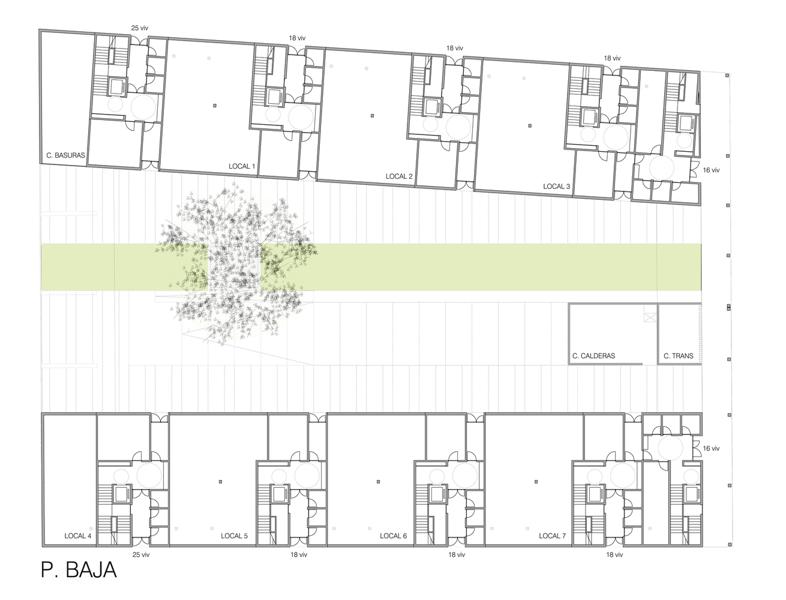 25 viv
18 viv
18 viv
18 viv
C. BASURAS
LOCAL 1
LOCAL 2
LOCAL 3
16 viv
C. CALDERAS
C. TRANS
16 viv
LOCAL 4
LOCAL 5
LOCAL 6
LOCAL 7
25 viv
18 viv
18 viv
18 viv
P. BAJA